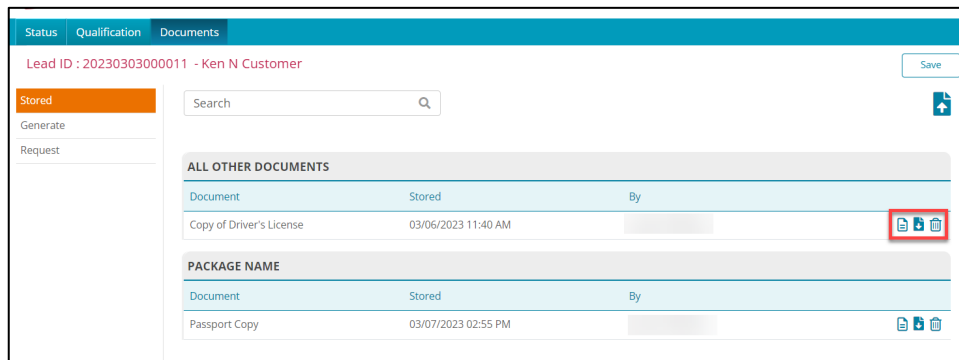 Status Qualification Documents
Lead ID : 20230303000011 - Ken N Customer
Save
Stored
Generate
Request
Search
ALL OTHER DOCUMENTS
Document Stored By
Copy of Driver's License 03/06/2023 11:40 AM
PACKAGE NAME
Document Stored By
Passport Copy 03/07/2023 02:55 PM